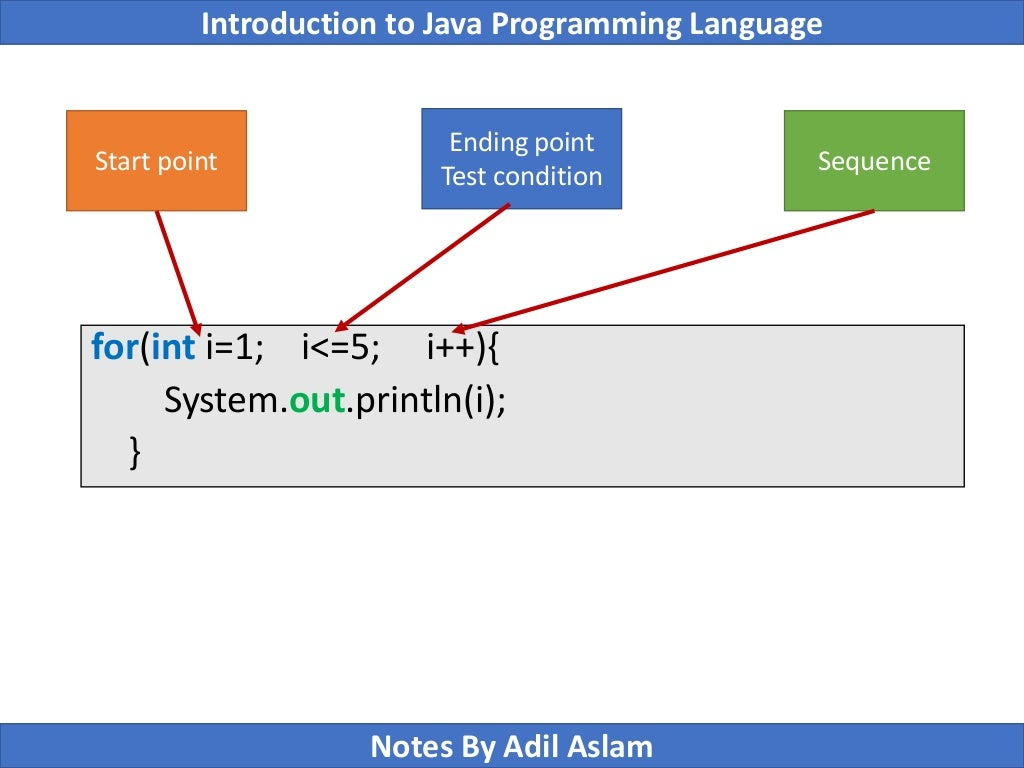 Introduction to Java Programming Language
Start point
Ending point
Test condition
Sequence
for(int i=1; i<=5; i++){
System.out.println(i);
}
Notes By Adil Aslam